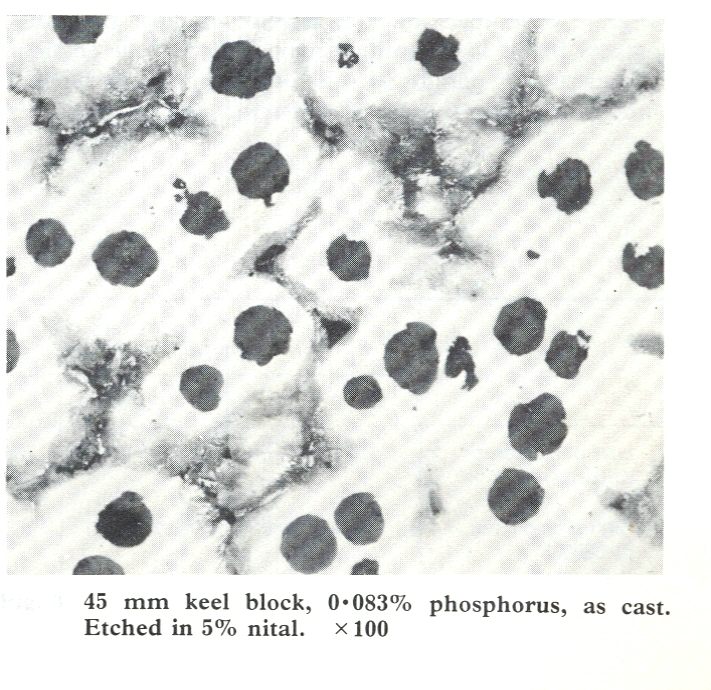 45 mm keel block, 0·083% phosphorus, as cast.
Etched in 5% nital. ×100